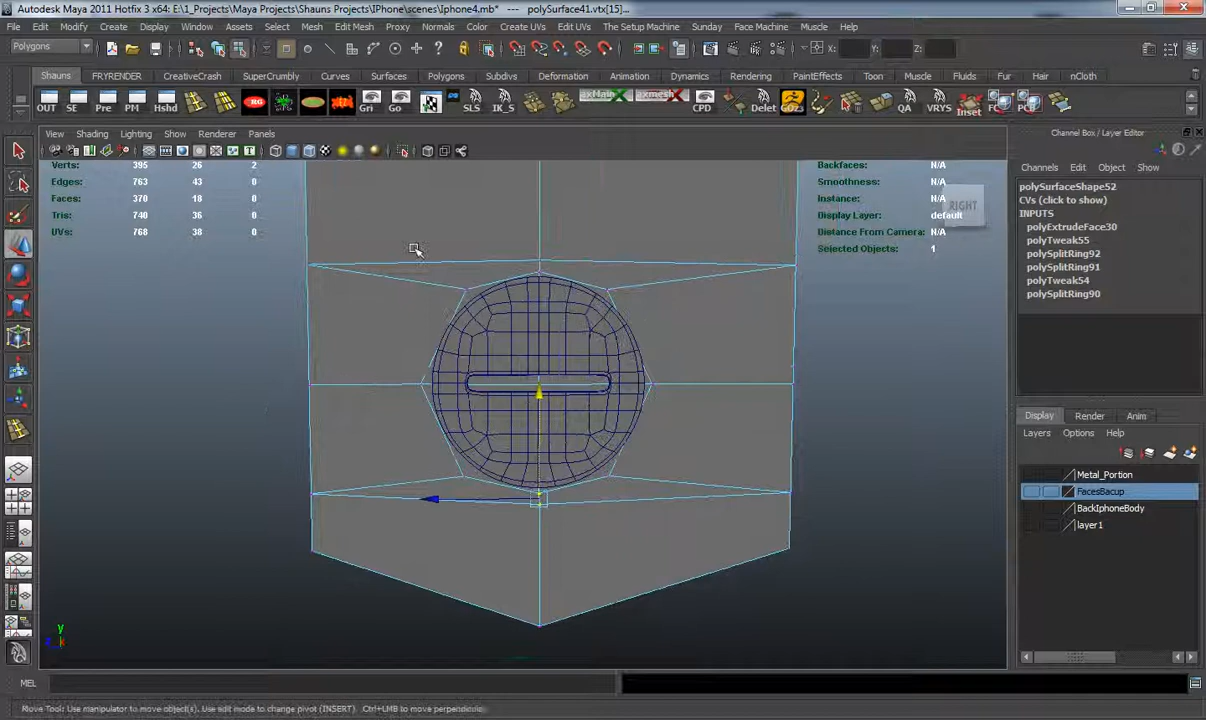 Autodesk Maya 2011 Hotfix 3 x64: E:\1_Projects\Maya Projects\Shauns Projects\IPhone\scenes\Iphone4.mb* --- polySurface41.vtx[15]...
File Edit Modify Create Display Window Assets Select Mesh Edit Mesh Proxy Normals Color Create UVs Edit UVs The Setup Machine Shading Face Machine Muscle Help
Polygons X: Y: Z:
Shauns FRYRENDER CreativeCrash SuperCrumbly Curves Surfaces Polygons Subdivs Deformation Animation Dynamics Rendering PaintEffects Toon Muscle Fluids Fur Hair nCloth
OUT SE Pre PM Hshd Gri Go SLS IK_S axMain axmesh CPD Delet GOZ3 QA VRYS Inset FC PCB
View Shading Lighting Show Renderer Panels
Channel Box / Layer Editor
Channels Edit Object Show
Verts: 395 26 2
Edges: 763 43 0
Faces: 370 18 0
Tris: 740 36 0
UVs: 768 38 0
Backfaces: N/A
Smoothness: N/A
Instance: N/A
Display Layer: default
Distance From Camera: N/A
Selected Objects: 1
RIGHT
polySurfaceShape52
CVs (click to show)
INPUTS
polyExtrudeFace30
polyTweak55
polySplitRing92
polySplitRing91
polyTweak54
polySplitRing90
Display Render Anim
Layers Options Help
Metal_Portion
FacesBacup
BackIphoneBody
layer1
y
MEL
Move Tool: Use manipulator to move object(s). Use edit mode to change pivot (INSERT). Ctrl+LMB to move perpendicular.